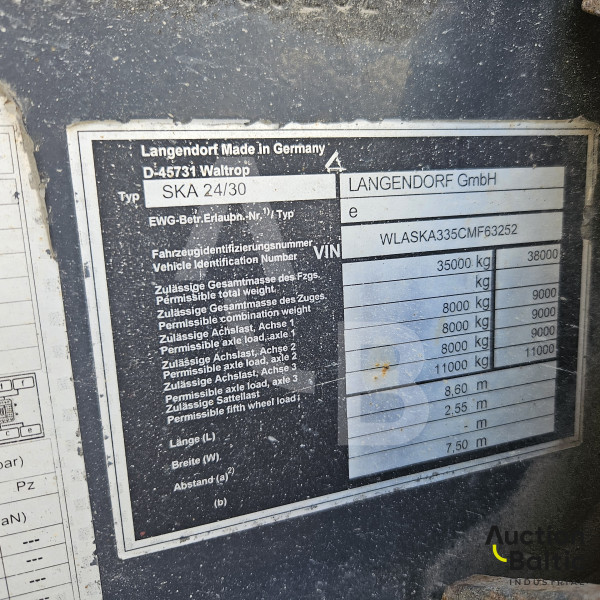 Langendorf Made in Germany
D-45731 Waltrop
Typ SKA 24/30 LANGENDORF GmbH
EWG-Betr.Erlaubn.-Nr.¹⁾/ Typ e
Fahrzeugidentifizierungsnummer
Vehicle Identification Number VIN WLASKA335CMF63252
Zulässige Gesamtmasse des Fzgs.
Permissible total weight. 35000 kg 38000
Zulässige Gesamtmasse des Zuges.
Permissible combination weight kg
Zulässige Achslast, Achse 1
Permissible axle load, axle 1 8000 kg 9000
Zulässige Achslast, Achse 2
Permissible axle load, axle 2 8000 kg 9000
Zulässige Achslast, Achse 3
Permissible axle load, axle 3 8000 kg 9000
Zulässige Sattellast
Permissible fifth wheel load 11000 kg 11000
Länge (L) 8,60 m
Breite (W) 2,55 m
Abstand (a)²⁾ m
(b) 7,50 m
bar)
Pz
aN)
---
---
---
Auction
Baltic
INDUSTRIAL